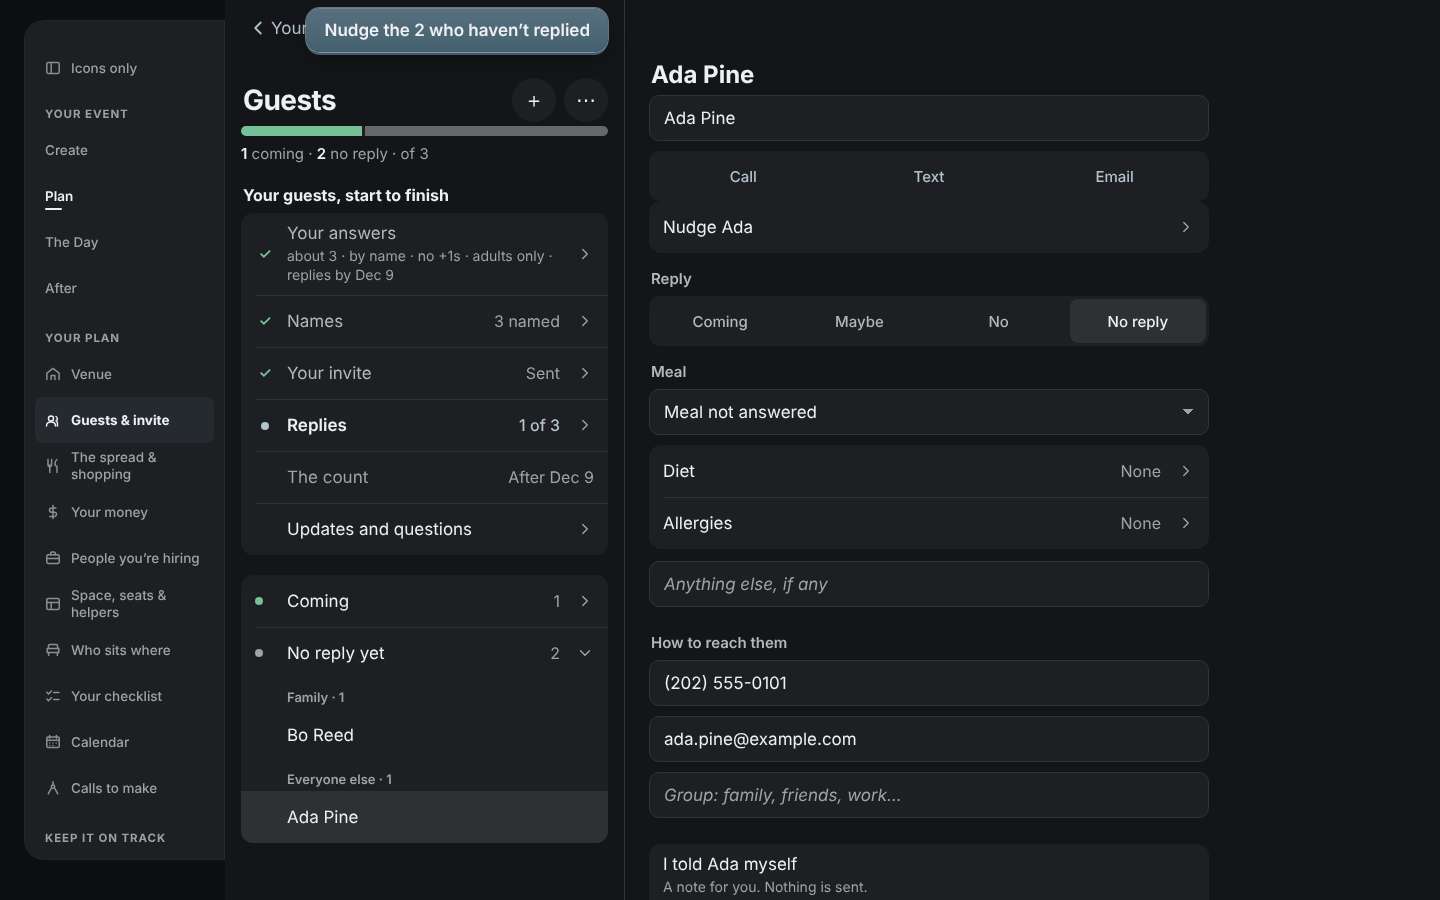 Icons only
YOUR EVENT
Create
Plan
The Day
After
YOUR PLAN
Venue
Guests & invite
The spread &
shopping
Your money
People you’re hiring
Space, seats &
helpers
Who sits where
Your checklist
Calendar
Calls to make
KEEP IT ON TRACK
Your
Nudge the 2 who haven’t replied
Guests
+
...
1 coming · 2 no reply · of 3
Your guests, start to finish
Your answers
about 3 · by name · no +1s · adults only ·
replies by Dec 9
Names 3 named
Your invite Sent
Replies 1 of 3
The count After Dec 9
Updates and questions
Coming 1
No reply yet 2
Family · 1
Bo Reed
Everyone else · 1
Ada Pine
Ada Pine
Ada Pine
Call Text Email
Nudge Ada
Reply
Coming Maybe No No reply
Meal
Meal not answered
Diet None
Allergies None
Anything else, if any
How to reach them
(202) 555-0101
ada.pine@example.com
Group: family, friends, work...
I told Ada myself
A note for you. Nothing is sent.